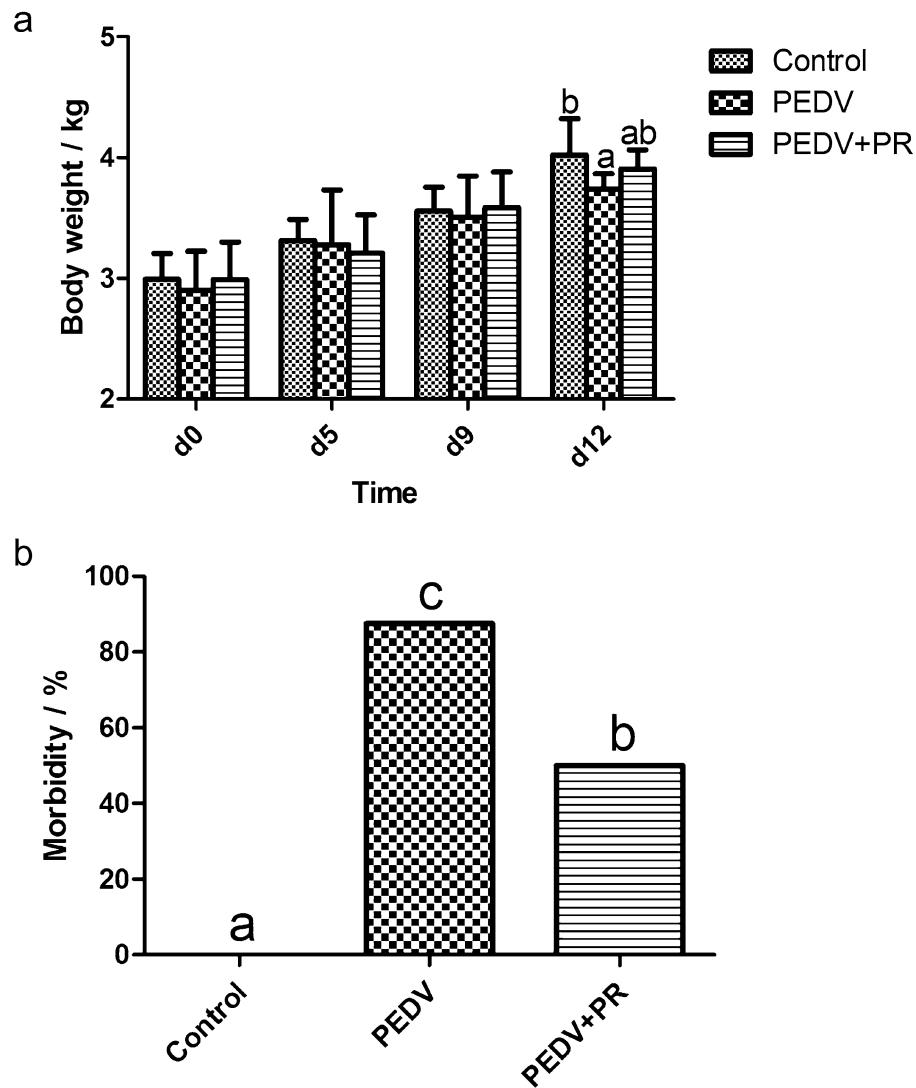 a
5
4
3
2
Body weight / kg
b
a
ab
Control
PEDV
PEDV+PR
d0
d5
d9
d12
Time
b
100
80
60
40
20
0
Morbidity / %
a
c
b
Control
PEDV
PEDV+PR